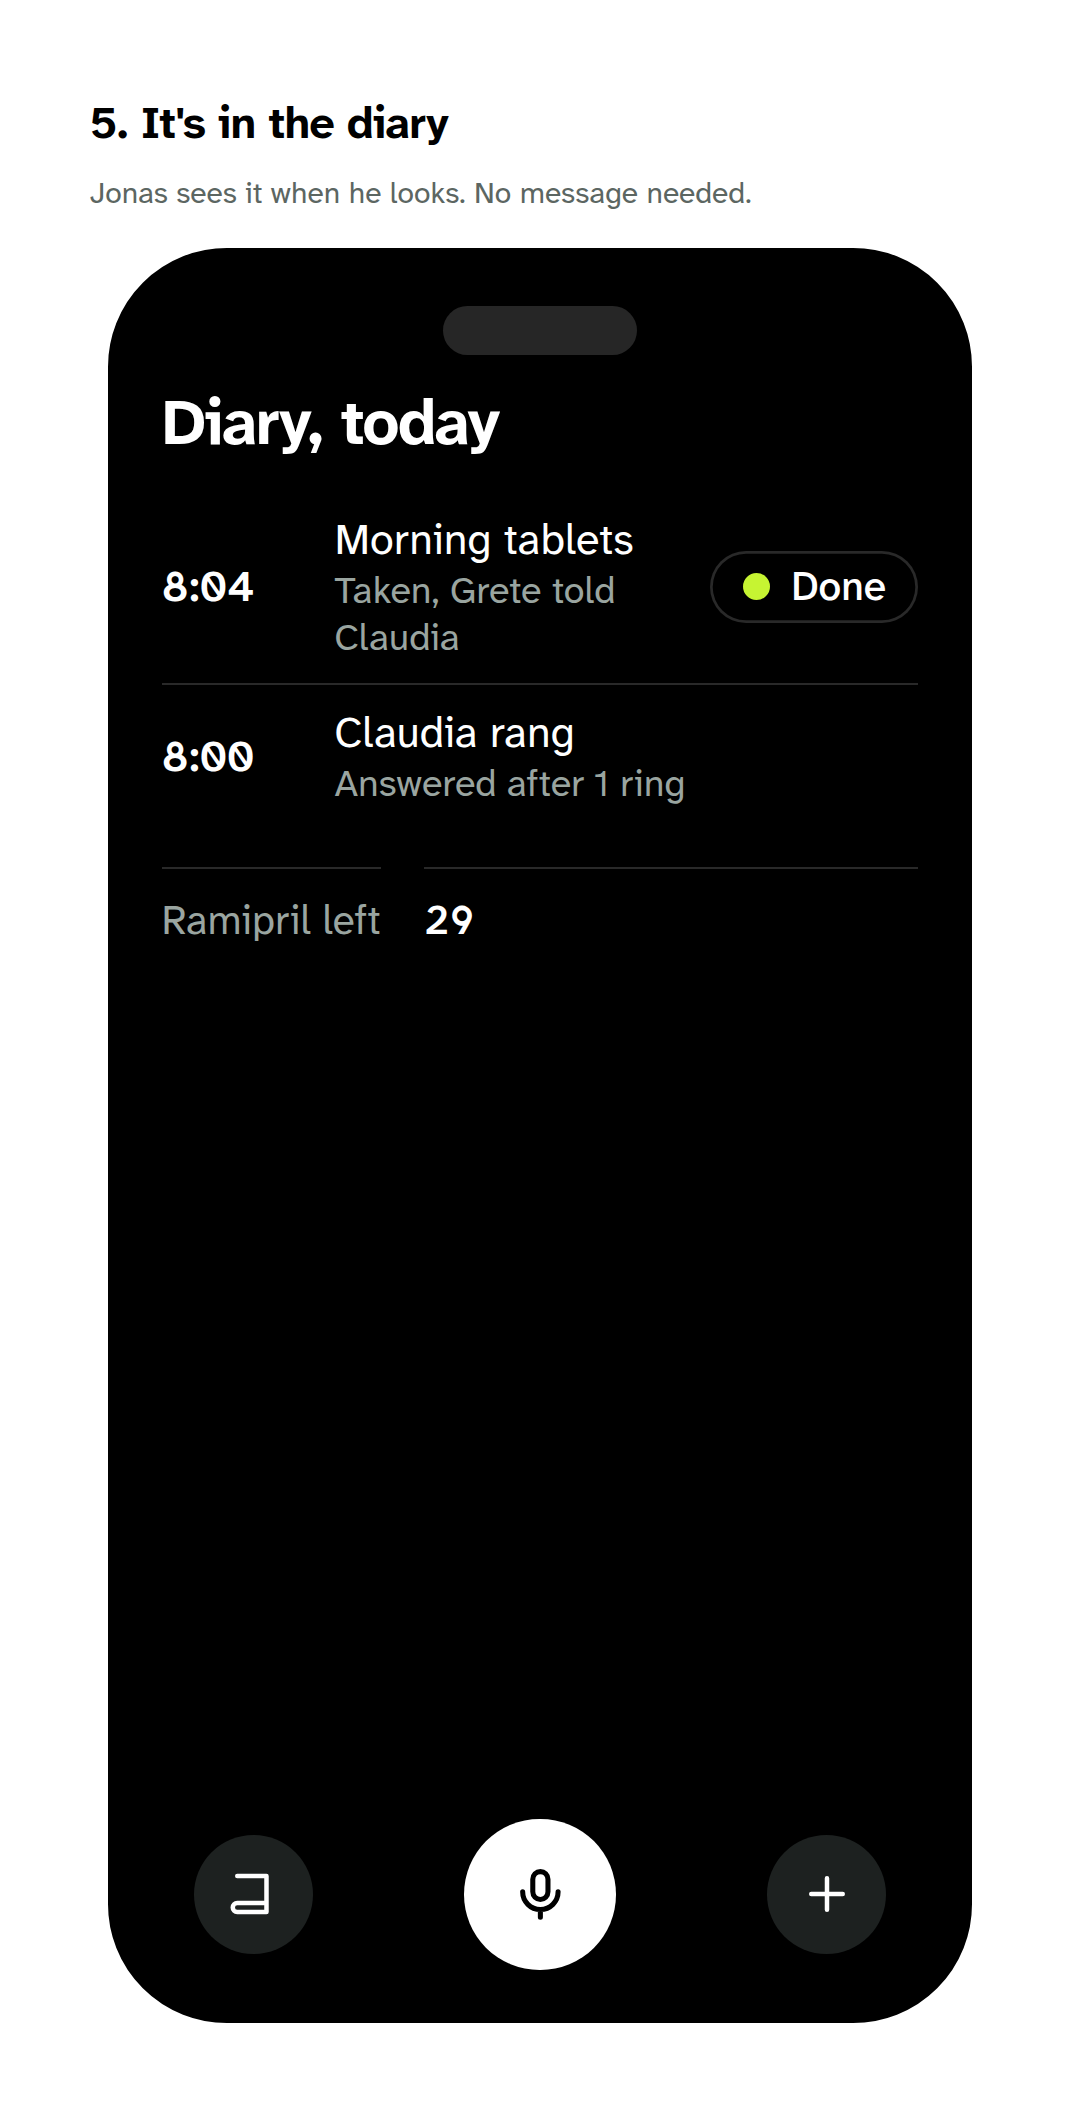 5. It's in the diary
Jonas sees it when he looks. No message needed.
Diary, today
8:04
Morning tablets
Taken, Grete told
Claudia
Done
8:00
Claudia rang
Answered after 1 ring
Ramipril left 29